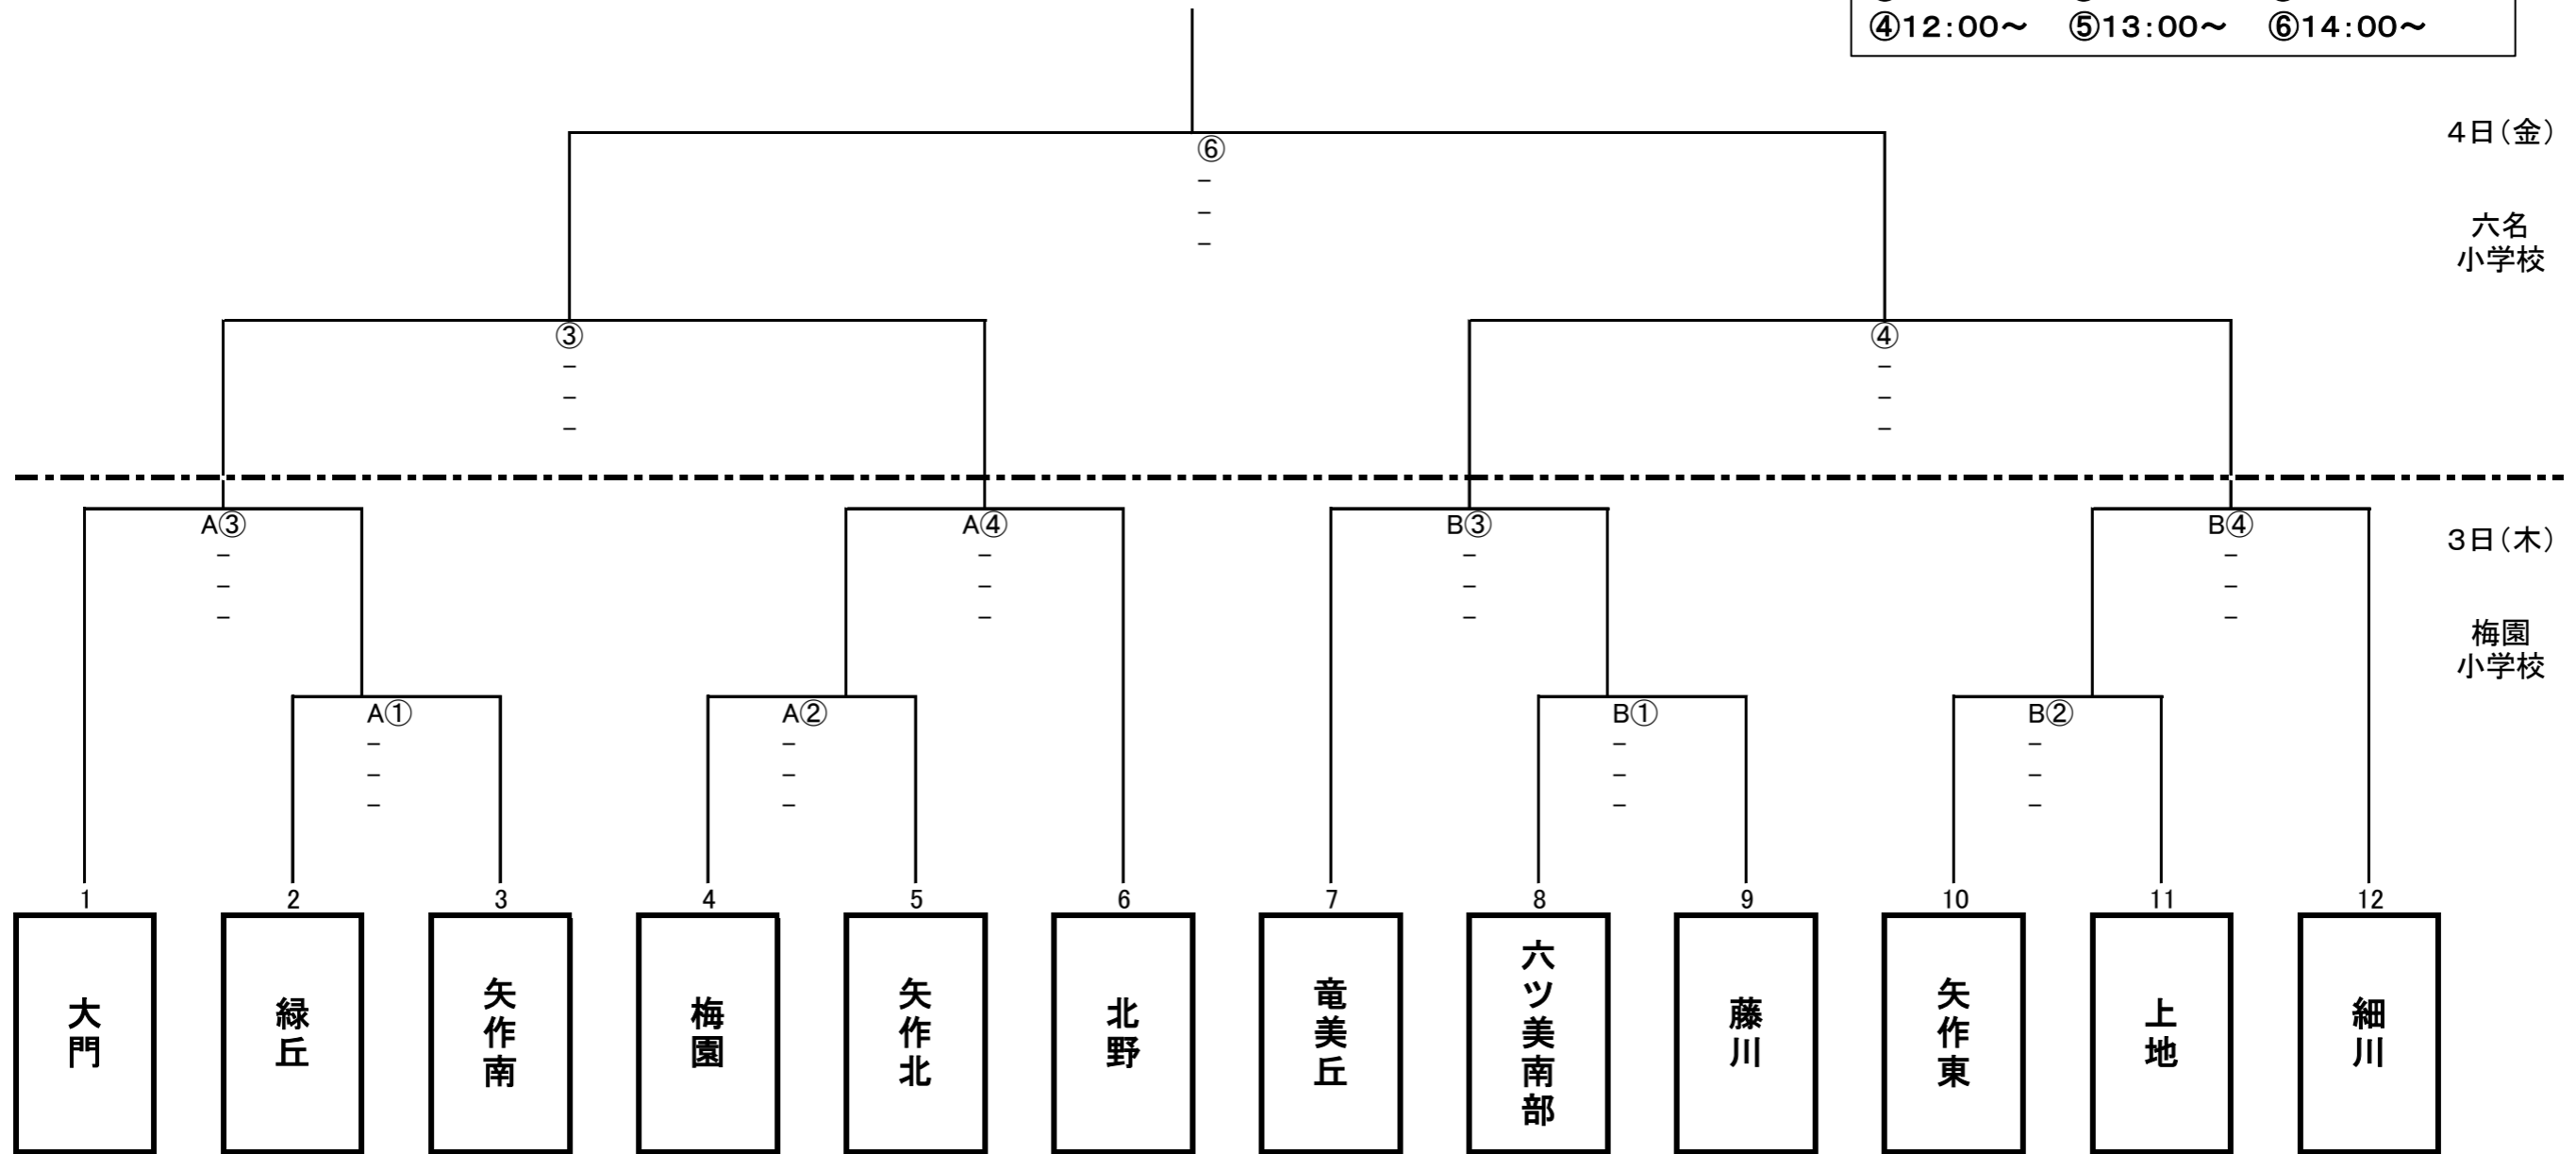 ④12:00～　⑤13:00～　⑥14:00～
4日(金)
⑥
－
－
－
六名
小学校
③
④
－
－
－
－
－
－
A③
A④
B③
B④
－
－
－
－
－
－
－
－
－
－
－
－
3日(木)
梅園
小学校
A①
A②
B①
B②
－
－
－
－
－
－
－
－
－
－
－
－
1
2
3
4
5
6
7
8
9
10
11
12
大門
緑丘
矢作南
梅園
矢作北
北野
竜美丘
六ツ美南部
藤川
矢作東
上地
細川